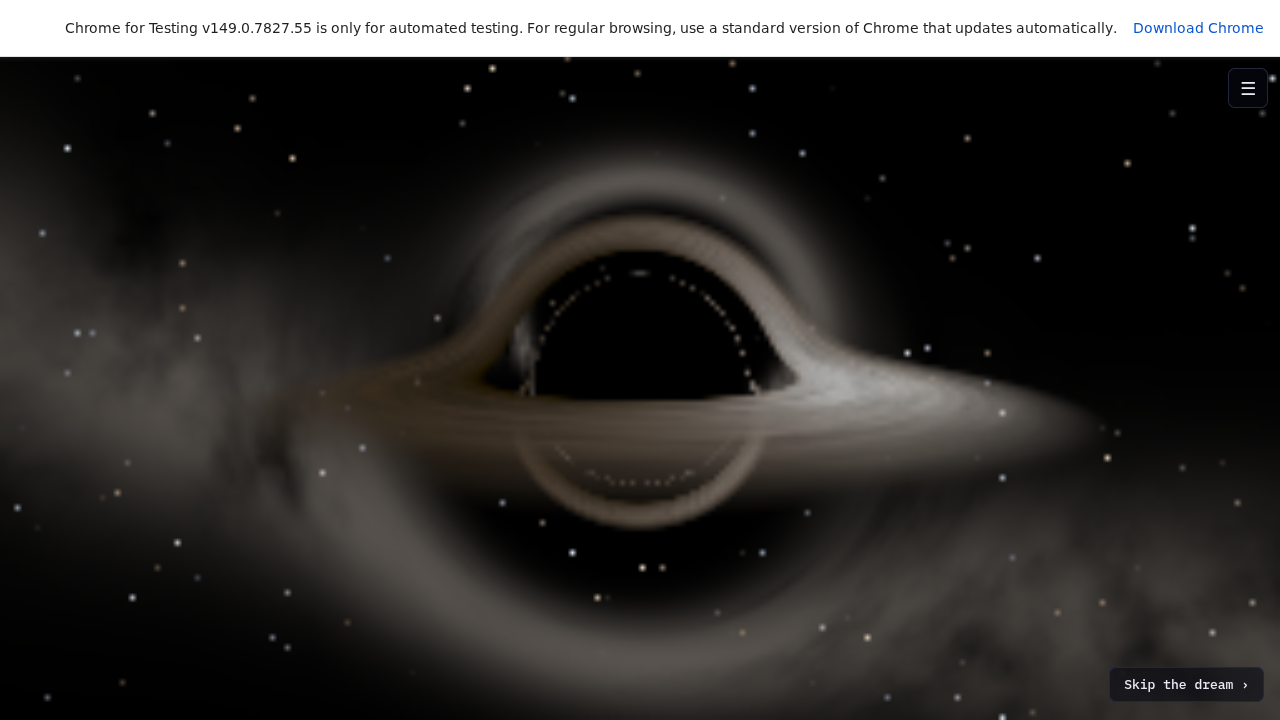 Chrome for Testing v149.0.7827.55 is only for automated testing. For regular browsing, use a standard version of Chrome that updates automatically. Download Chrome
☰
Skip the dream ›